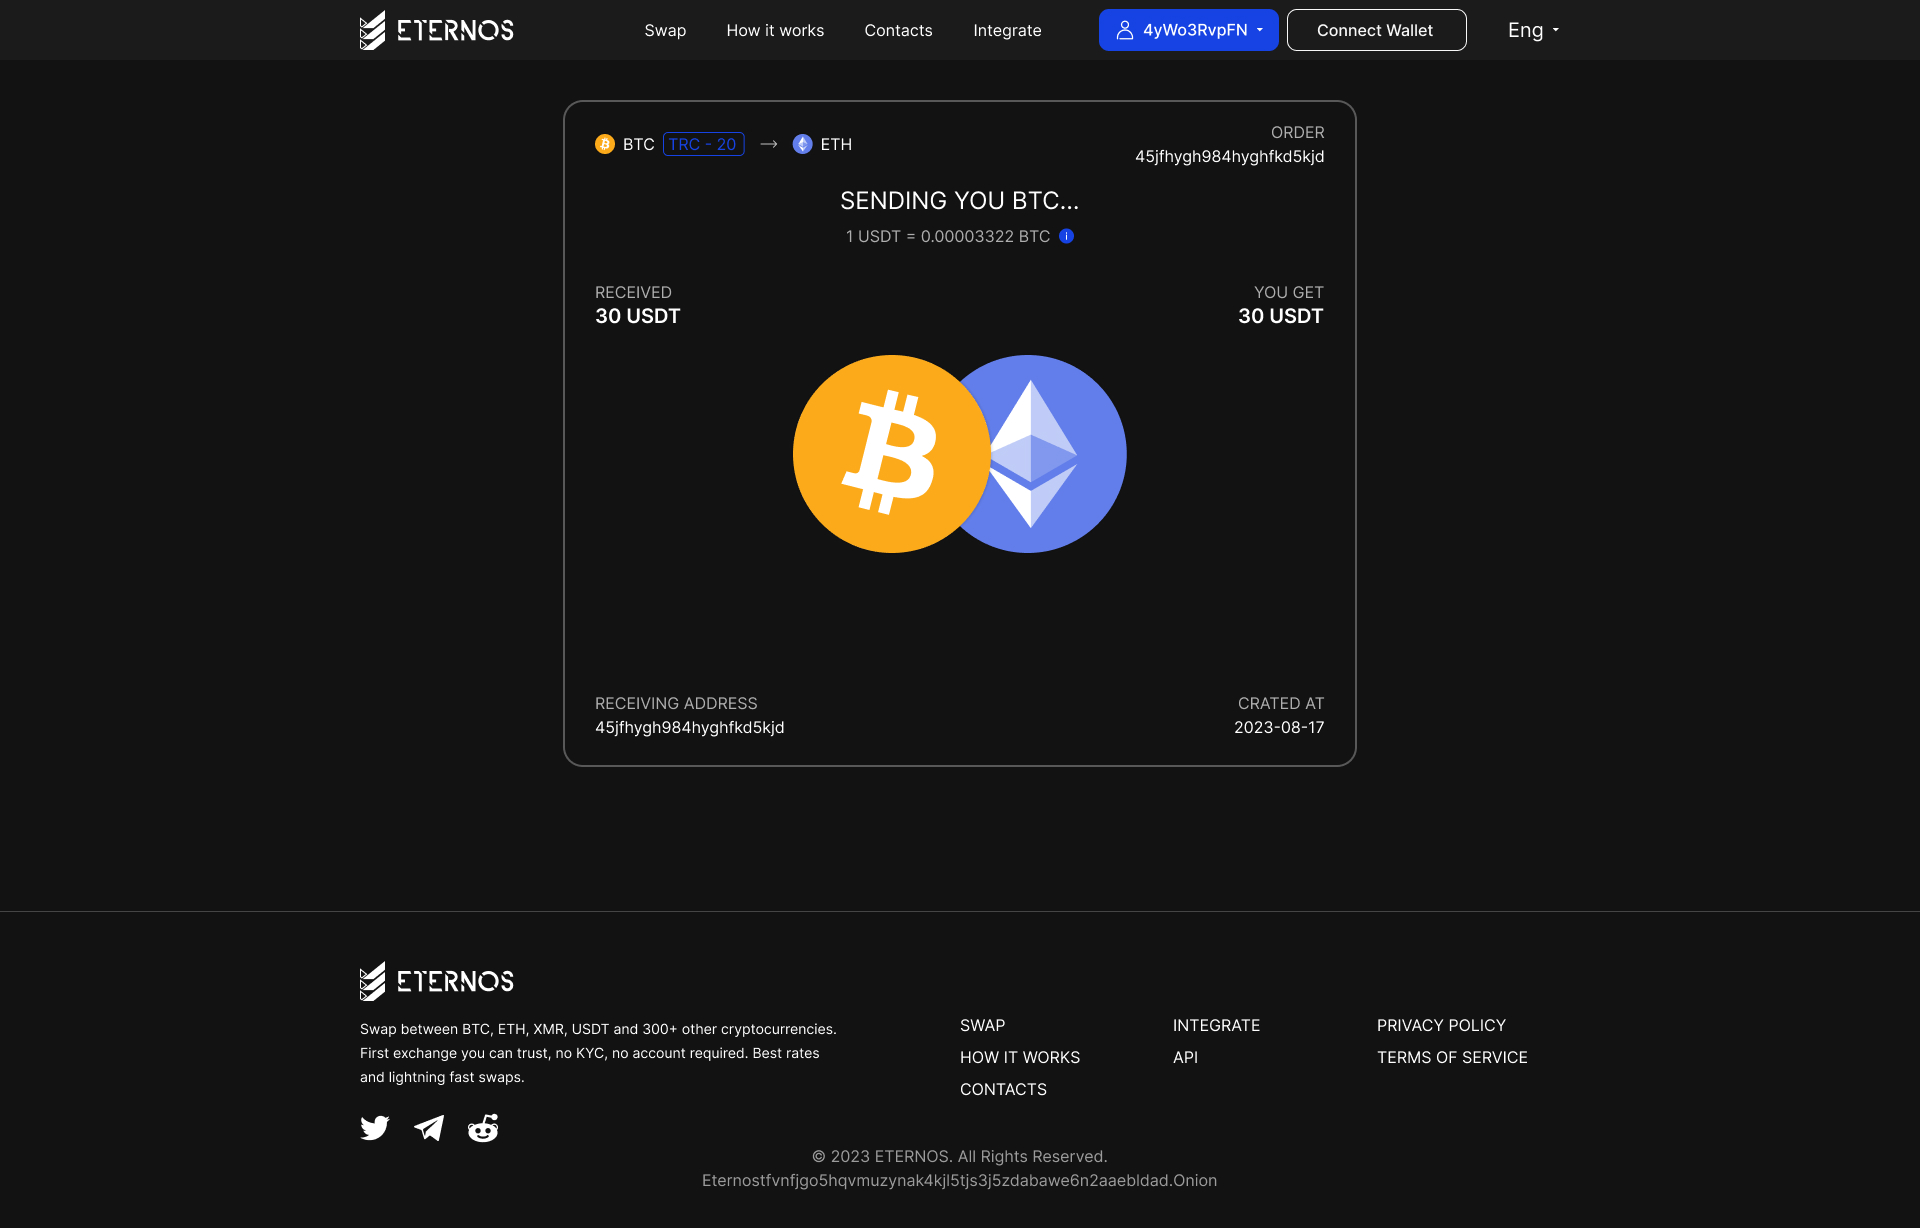 ETERNOS
Swap
How it works
Contacts
Integrate
4yWo3RvpFN
Connect Wallet
Eng
BTC TRC - 20 → ETH
ORDER
45jfhygh984hyghfkd5kjd
SENDING YOU BTC...
1 USDT = 0.00003322 BTC i
RECEIVED
30 USDT
YOU GET
30 USDT
RECEIVING ADDRESS
45jfhygh984hyghfkd5kjd
CRATED AT
2023-08-17
ETERNOS
Swap between BTC, ETH, XMR, USDT and 300+ other cryptocurrencies.
First exchange you can trust, no KYC, no account required. Best rates
and lightning fast swaps.
SWAP
HOW IT WORKS
CONTACTS
INTEGRATE
API
PRIVACY POLICY
TERMS OF SERVICE
© 2023 ETERNOS. All Rights Reserved.
Eternostfvnfjgo5hqvmuzynak4kjl5tjs3j5zdabawe6n2aaebldad.Onion